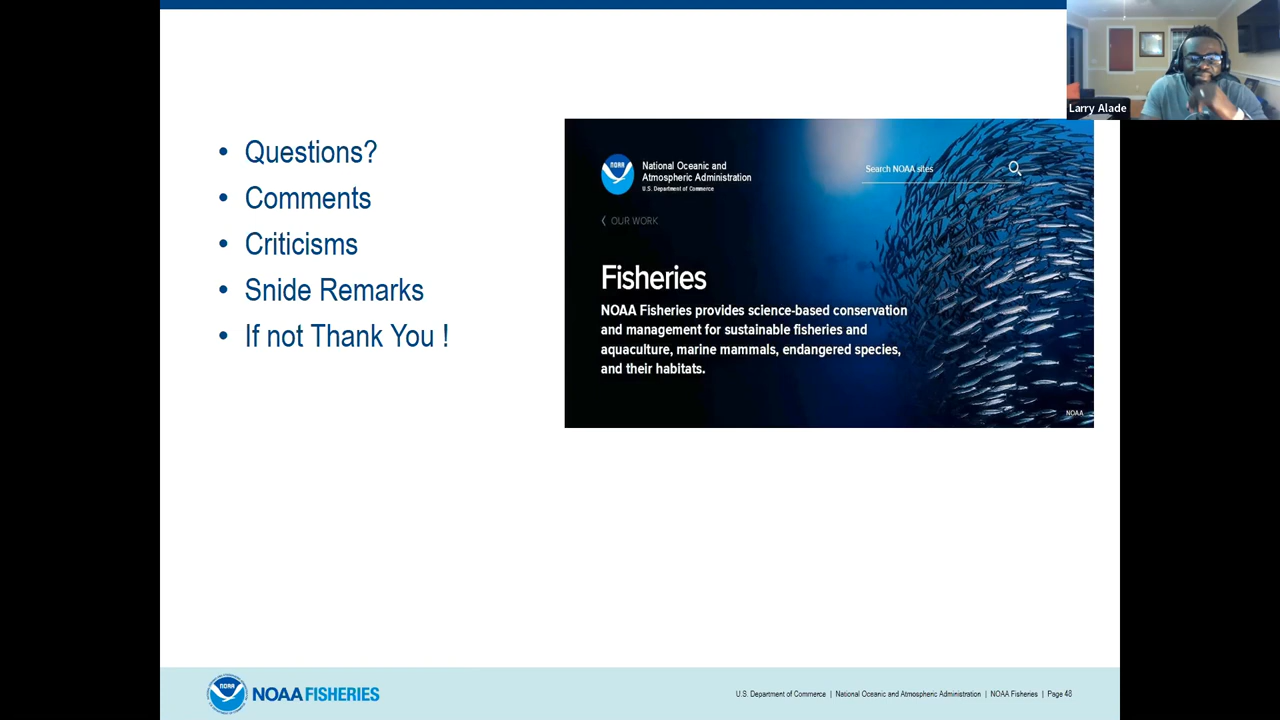 Larry Alade
• Questions?
• Comments
• Criticisms
• Snide Remarks
• If not Thank You !
NOAA
National Oceanic and
Atmospheric Administration
U.S. Department of Commerce
Search NOAA sites
OUR WORK
Fisheries
NOAA Fisheries provides science-based conservation
and management for sustainable fisheries and
aquaculture, marine mammals, endangered species,
and their habitats.
NOAA
NOAA
NOAA FISHERIES
U.S. Department of Commerce | National Oceanic and Atmospheric Administration | NOAA Fisheries | Page 48